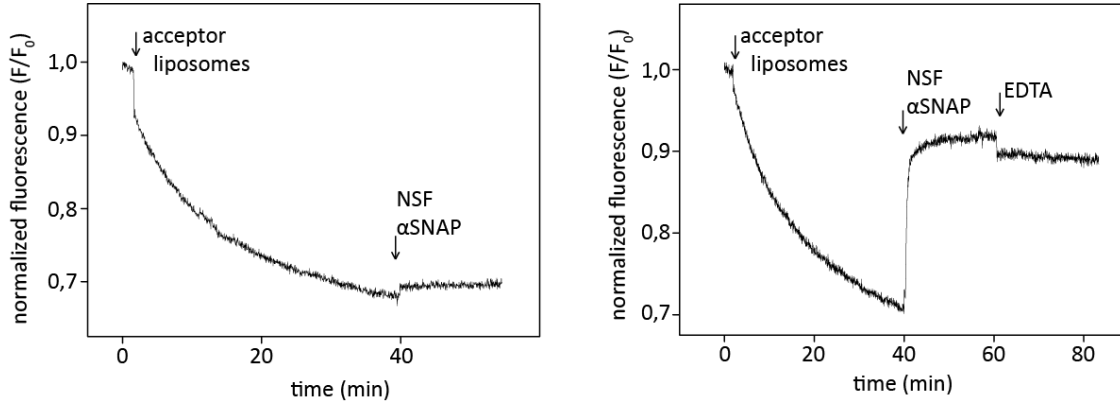 acceptor
liposomes
1,0
0,9
0,8
0,7
normalized fluorescence (F/F₀)
NSF
αSNAP
0
20
40
time (min)
acceptor
liposomes
1,0
0,9
0,8
0,7
normalized fluorescence (F/F₀)
NSF
αSNAP
EDTA
0
20
40
60
80
time (min)